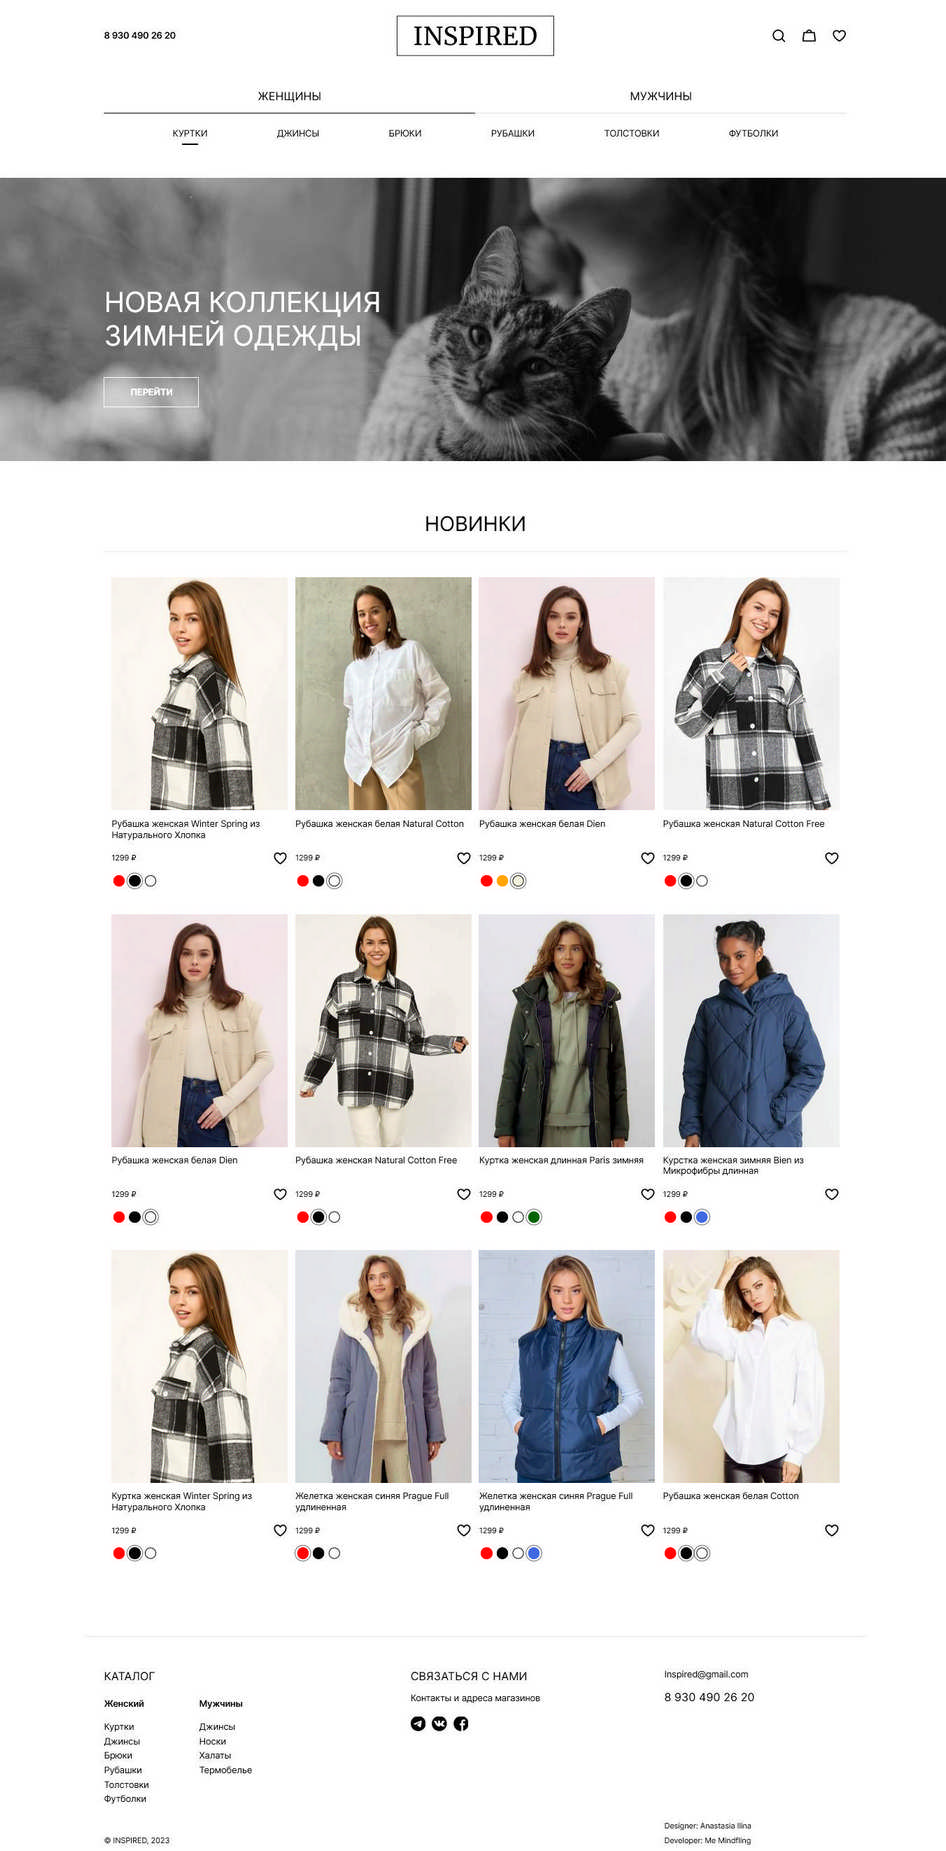 8 930 490 26 20
INSPIRED
ЖЕНЩИНЫ
МУЖЧИНЫ
КУРТКИ
ДЖИНСЫ
БРЮКИ
РУБАШКИ
ТОЛСТОВКИ
ФУТБОЛКИ
НОВАЯ КОЛЛЕКЦИЯ
ЗИМНЕЙ ОДЕЖДЫ
ПЕРЕЙТИ
НОВИНКИ
Рубашка женская Winter Spring из
Натурального Хлопка
1299 ₽
Рубашка женская белая Natural Cotton
1299 ₽
Рубашка женская белая Dien
1299 ₽
Рубашка женская Natural Cotton Free
1299 ₽
Рубашка женская белая Dien
1299 ₽
Рубашка женская Natural Cotton Free
1299 ₽
Куртка женская длинная Paris зимняя
1299 ₽
Курстка женская зимняя Bien из
Микрофибры длинная
1299 ₽
Куртка женская Winter Spring из
Натурального Хлопка
1299 ₽
Желетка женская синяя Prague Full
удлиненная
1299 ₽
Желетка женская синяя Prague Full
удлиненная
1299 ₽
Рубашка женская белая Cotton
1299 ₽
КАТАЛОГ
Женский
Куртки
Джинсы
Брюки
Рубашки
Толстовки
Футболки
Мужчины
Джинсы
Носки
Халаты
Термобелье
СВЯЗАТЬСЯ С НАМИ
Контакты и адреса магазинов
Inspired@gmail.com
8 930 490 26 20
© INSPIRED, 2023
Designer: Anastasia Ilina
Developer: Me Mindfling